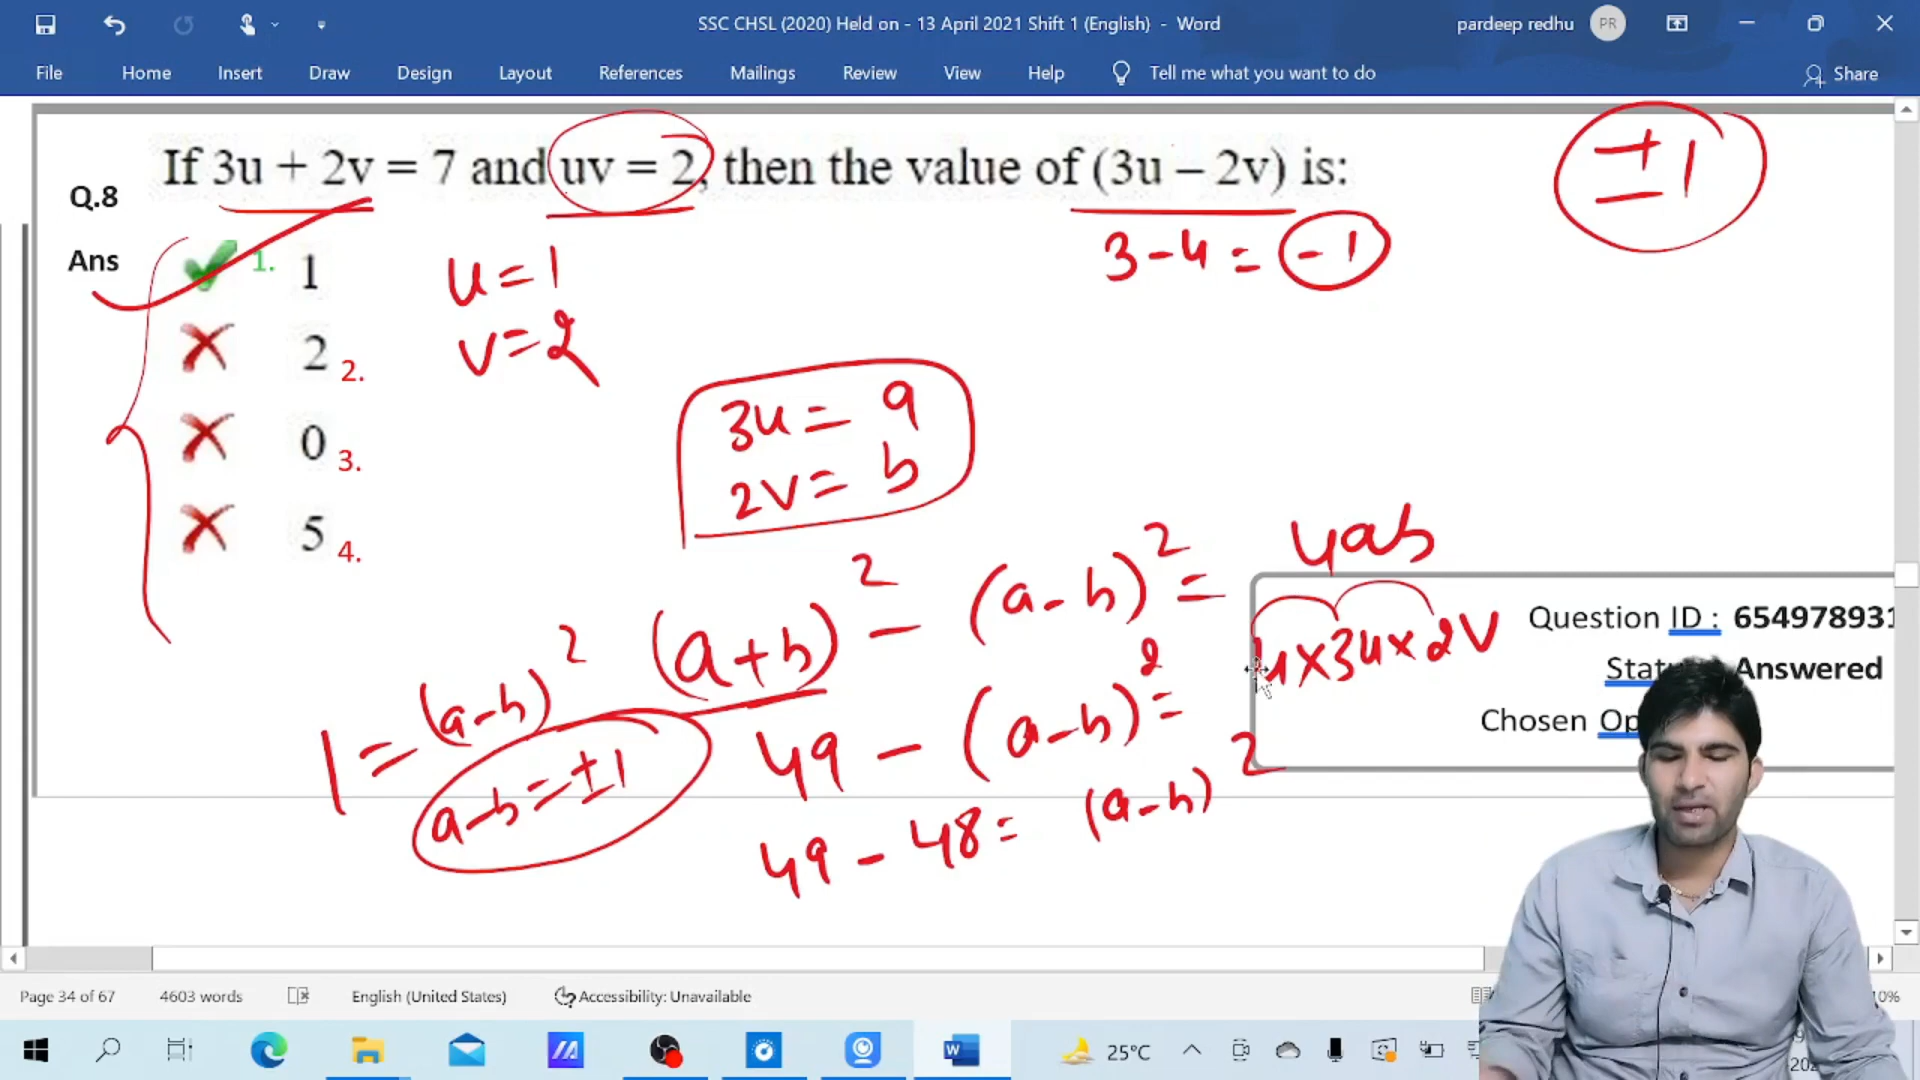 SSC CHSL (2020) Held on - 13 April 2021 Shift 1 (English) - Word
pardeep redhu PR
File Home Insert Draw Design Layout References Mailings Review View Help Tell me what you want to do Share
Q.8 If 3u + 2v = 7 and uv = 2, then the value of (3u – 2v) is:
±1
Ans 1. 1
2 2.
0 3.
5 4.
u = 1
v = 2
3 - 4 = -1
3u = a
2v = b
(a+b)² - (a-b)² = 4ab
49 - (a-b)² = 4×3u×2v
49 - 48 = (a-b)²
1 = (a-b)²
a-b = ±1
Question ID : 654978931
Answered
Chosen
Page 34 of 67 4603 words English (United States) Accessibility: Unavailable
25°C